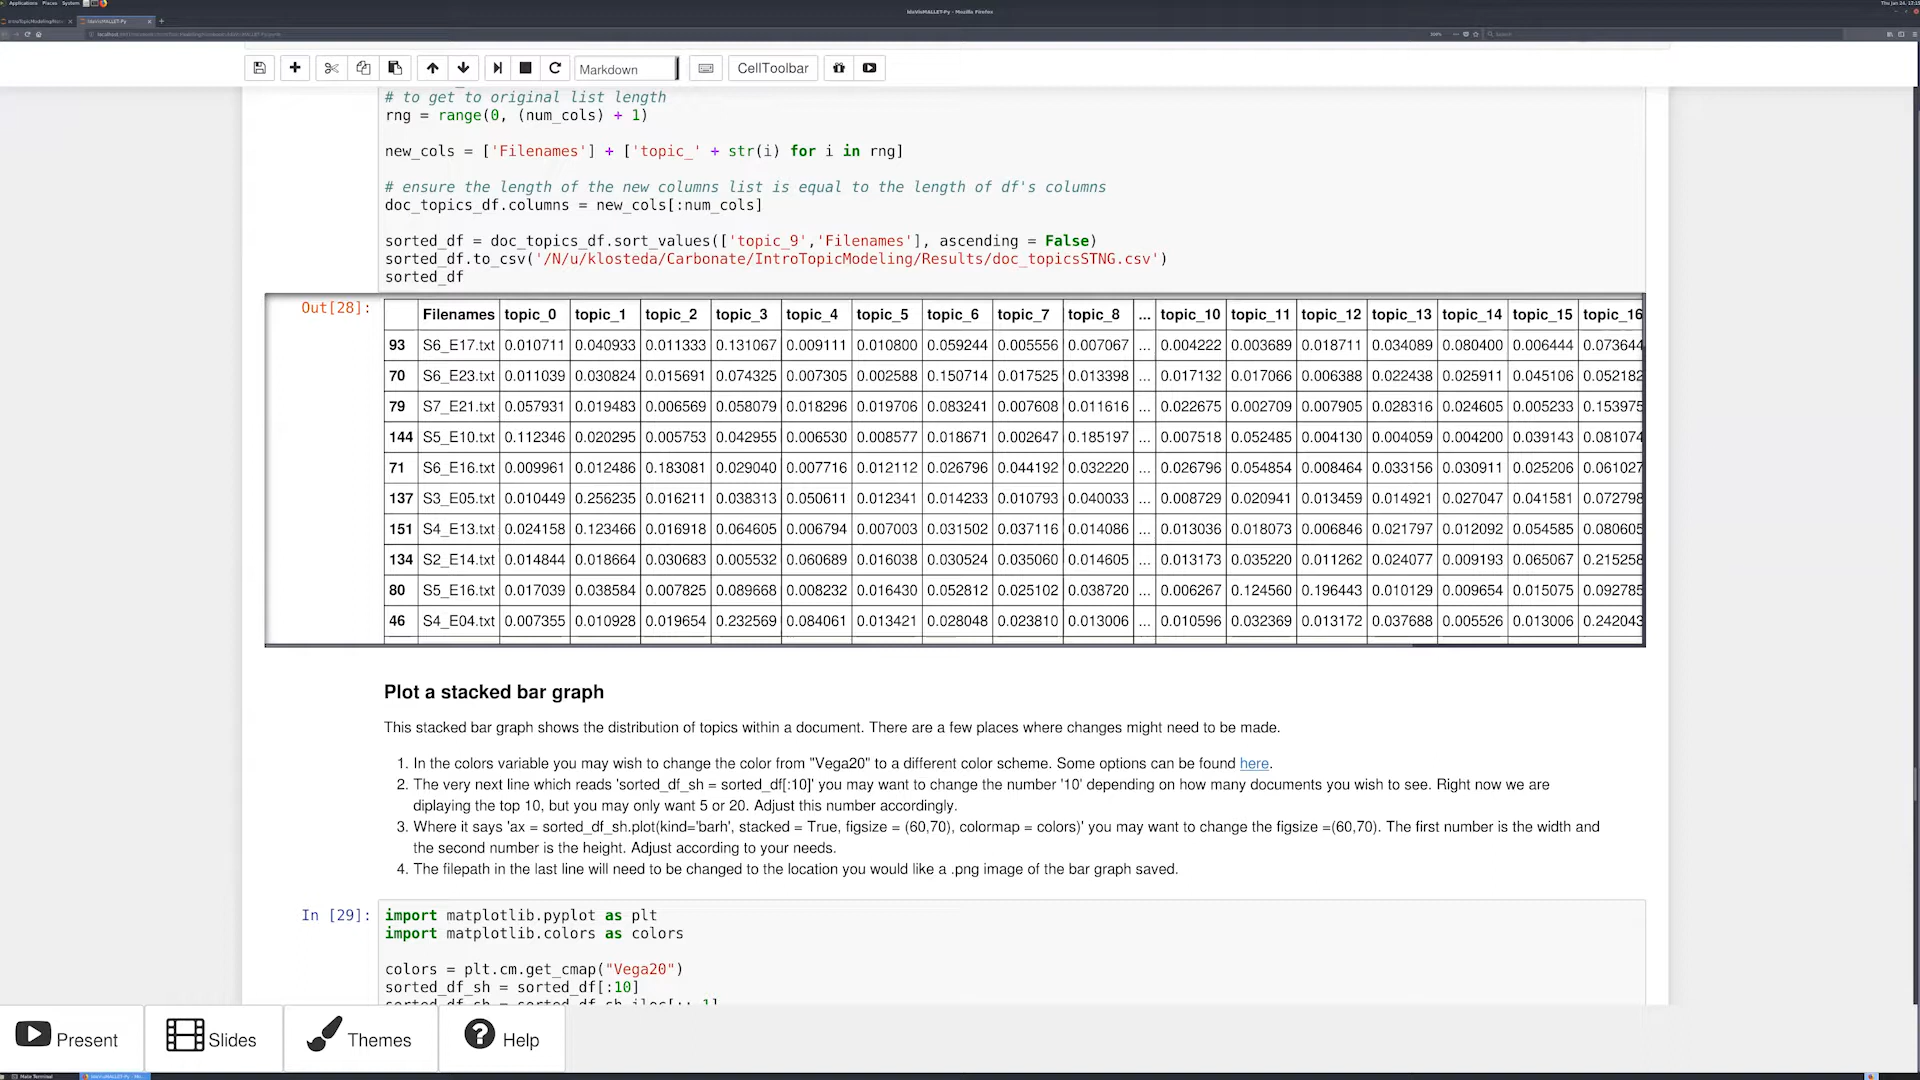 Applications Places System
Thu Jan 24, 17:13
bldVisMALLET-Py - Mozilla Firefox
bldVisMALLET-Py
Search
Markdown
CellToolbar
# to get to original list length
rng = range(0, (num_cols) + 1)
new_cols = ['Filenames'] + ['topic_' + str(i) for i in rng]
# ensure the length of the new columns list is equal to the length of df's columns
doc_topics_df.columns = new_cols[:num_cols]
sorted_df = doc_topics_df.sort_values(['topic_9','Filenames'], ascending = False)
sorted_df.to_csv('/N/u/klosteda/Carbonate/IntroTopicModeling/Results/doc_topicsSTNG.csv')
sorted_df
Out[28]:
Filenames topic_0 topic_1 topic_2 topic_3 topic_4 topic_5 topic_6 topic_7 topic_8 ... topic_10 topic_11 topic_12 topic_13 topic_14 topic_15 topic_16
93 S6_E17.txt 0.010711 0.040933 0.011333 0.131067 0.009111 0.010800 0.059244 0.005556 0.007067 ... 0.004222 0.003689 0.018711 0.034089 0.080400 0.006444 0.073644
70 S6_E23.txt 0.011039 0.030824 0.015691 0.074325 0.007305 0.002588 0.150714 0.017525 0.013398 ... 0.017132 0.017066 0.006388 0.022438 0.025911 0.045106 0.052182
79 S7_E21.txt 0.057931 0.019483 0.006569 0.058079 0.018296 0.019706 0.083241 0.007608 0.011616 ... 0.022675 0.002709 0.007905 0.028316 0.024605 0.005233 0.153975
144 S5_E10.txt 0.112346 0.020295 0.005753 0.042955 0.006530 0.008577 0.018671 0.002647 0.185197 ... 0.007518 0.052485 0.004130 0.004059 0.004200 0.039143 0.081074
71 S6_E16.txt 0.009961 0.012486 0.183081 0.029040 0.007716 0.012112 0.026796 0.044192 0.032220 ... 0.026796 0.054854 0.008464 0.033156 0.030911 0.025206 0.061027
137 S3_E05.txt 0.010449 0.256235 0.016211 0.038313 0.050611 0.012341 0.014233 0.010793 0.040033 ... 0.008729 0.020941 0.013459 0.014921 0.027047 0.041581 0.072798
151 S4_E13.txt 0.024158 0.123466 0.016918 0.064605 0.006794 0.007003 0.031502 0.037116 0.014086 ... 0.013036 0.018073 0.006846 0.021797 0.012092 0.054585 0.080605
134 S2_E14.txt 0.014844 0.018664 0.030683 0.005532 0.060689 0.016038 0.030524 0.035060 0.014605 ... 0.013173 0.035220 0.011262 0.024077 0.009193 0.065067 0.215258
80 S5_E16.txt 0.017039 0.038584 0.007825 0.089668 0.008232 0.016430 0.052812 0.025102 0.038720 ... 0.006267 0.124560 0.196443 0.010129 0.009654 0.015075 0.092785
46 S4_E04.txt 0.007355 0.010928 0.019654 0.232569 0.084061 0.013421 0.028048 0.023810 0.013006 ... 0.010596 0.032369 0.013172 0.037688 0.005526 0.013006 0.242043
Plot a stacked bar graph
This stacked bar graph shows the distribution of topics within a document. There are a few places where changes might need to be made.
1. In the colors variable you may wish to change the color from "Vega20" to a different color scheme. Some options can be found here.
2. The very next line which reads 'sorted_df_sh = sorted_df[:10]' you may want to change the number '10' depending on how many documents you wish to see. Right now we are
diplaying the top 10, but you may only want 5 or 20. Adjust this number accordingly.
3. Where it says 'ax = sorted_df_sh.plot(kind='barh', stacked = True, figsize = (60,70), colormap = colors)' you may want to change the figsize =(60,70). The first number is the width and
the second number is the height. Adjust according to your needs.
4. The filepath in the last line will need to be changed to the location you would like a .png image of the bar graph saved.
In [29]:
import matplotlib.pyplot as plt
import matplotlib.colors as colors
colors = plt.cm.get_cmap("Vega20")
sorted_df_sh = sorted_df[:10]
sorted_df_sh = sorted_df_sh.iloc[::-1]
Present
Slides
Themes
Help